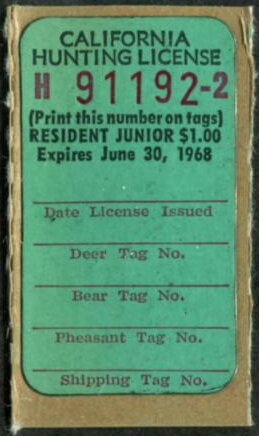 CALIFORNIA
HUNTING LICENSE
H 91192-2
(Print this number on tags)
RESIDENT JUNIOR $1.00
Expires June 30, 1968
Date License Issued
Deer Tag No.
Bear Tag No.
Pheasant Tag No.
Shipping Tag No.